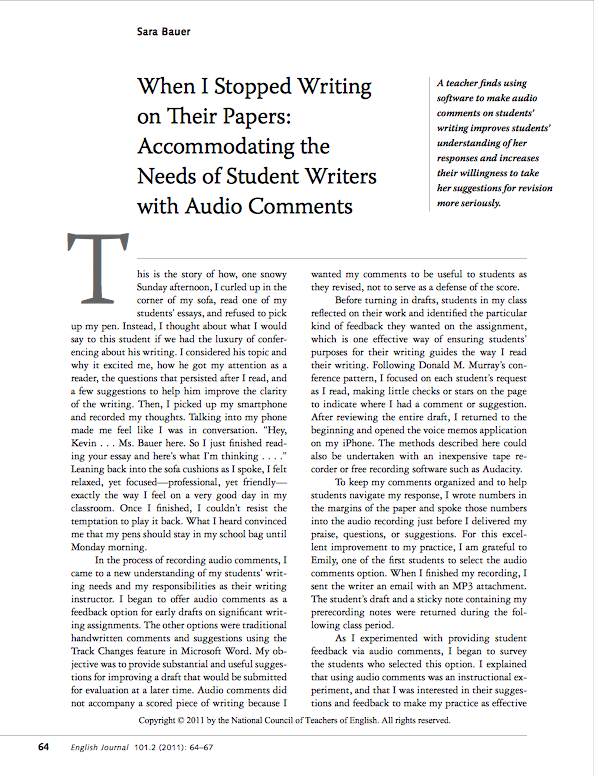 Sara Bauer
When I Stopped Writing
on Their Papers:
Accommodating the
Needs of Student Writers
with Audio Comments
A teacher finds using
software to make audio
comments on students'
writing improves students'
understanding of her
responses and increases
their willingness to take
her suggestions for revision
more seriously.
This is the story of how, one snowy
Sunday afternoon, I curled up in the
corner of my sofa, read one of my
students' essays, and refused to pick
up my pen. Instead, I thought about what I would
say to this student if we had the luxury of confer-
encing about his writing. I considered his topic and
why it excited me, how he got my attention as a
reader, the questions that persisted after I read, and
a few suggestions to help him improve the clarity
of the writing. Then, I picked up my smartphone
and recorded my thoughts. Talking into my phone
made me feel like I was in conversation. "Hey,
Kevin . . . Ms. Bauer here. So I just finished read-
ing your essay and here's what I'm thinking . . . ."
Leaning back into the sofa cushions as I spoke, I felt
relaxed, yet focused—professional, yet friendly—
exactly the way I feel on a very good day in my
classroom. Once I finished, I couldn't resist the
temptation to play it back. What I heard convinced
me that my pens should stay in my school bag until
Monday morning.
In the process of recording audio comments, I
came to a new understanding of my students' writ-
ing needs and my responsibilities as their writing
instructor. I began to offer audio comments as a
feedback option for early drafts on significant writ-
ing assignments. The other options were traditional
handwritten comments and suggestions using the
Track Changes feature in Microsoft Word. My ob-
jective was to provide substantial and useful sugges-
tions for improving a draft that would be submitted
for evaluation at a later time. Audio comments did
not accompany a scored piece of writing because I
wanted my comments to be useful to students as
they revised, not to serve as a defense of the score.
Before turning in drafts, students in my class
reflected on their work and identified the particular
kind of feedback they wanted on the assignment,
which is one effective way of ensuring students'
purposes for their writing guides the way I read
their writing. Following Donald M. Murray's con-
ference pattern, I focused on each student's request
as I read, making little checks or stars on the page
to indicate where I had a comment or suggestion.
After reviewing the entire draft, I returned to the
beginning and opened the voice memos application
on my iPhone. The methods described here could
also be undertaken with an inexpensive tape re-
corder or free recording software such as Audacity.
To keep my comments organized and to help
students navigate my response, I wrote numbers in
the margins of the paper and spoke those numbers
into the audio recording just before I delivered my
praise, questions, or suggestions. For this excel-
lent improvement to my practice, I am grateful to
Emily, one of the first students to select the audio
comments option. When I finished my recording, I
sent the writer an email with an MP3 attachment.
The student's draft and a sticky note containing my
prerecording notes were returned during the fol-
lowing class period.
As I experimented with providing student
feedback via audio comments, I began to survey
the students who selected this option. I explained
that using audio comments was an instructional ex-
periment, and that I was interested in their sugges-
tions and feedback to make my practice as effective
Copyright © 2011 by the National Council of Teachers of English. All rights reserved.
64 English Journal 101.2 (2011): 64–67